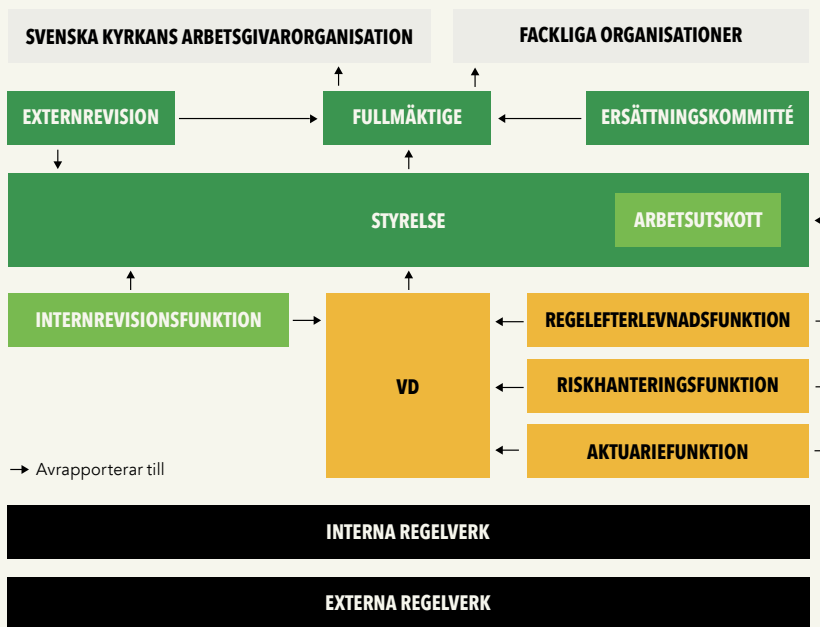 SVENSKA KYRKANS ARBETSGIVARORGANISATION
FACKLIGA ORGANISATIONER
EXTERNREVISION
FULLMÄKTIGE
ERSÄTTNINGSKOMMITTÉ
STYRELSE
ARBETSUTSKOTT
INTERNREVISIONSFUNKTION
VD
REGELEFTERLEVNADSFUNKTION
RISKHANTERINGSFUNKTION
AKTUARIEFUNKTION
Avrapporterar till
INTERNA REGELVERK
EXTERNA REGELVERK